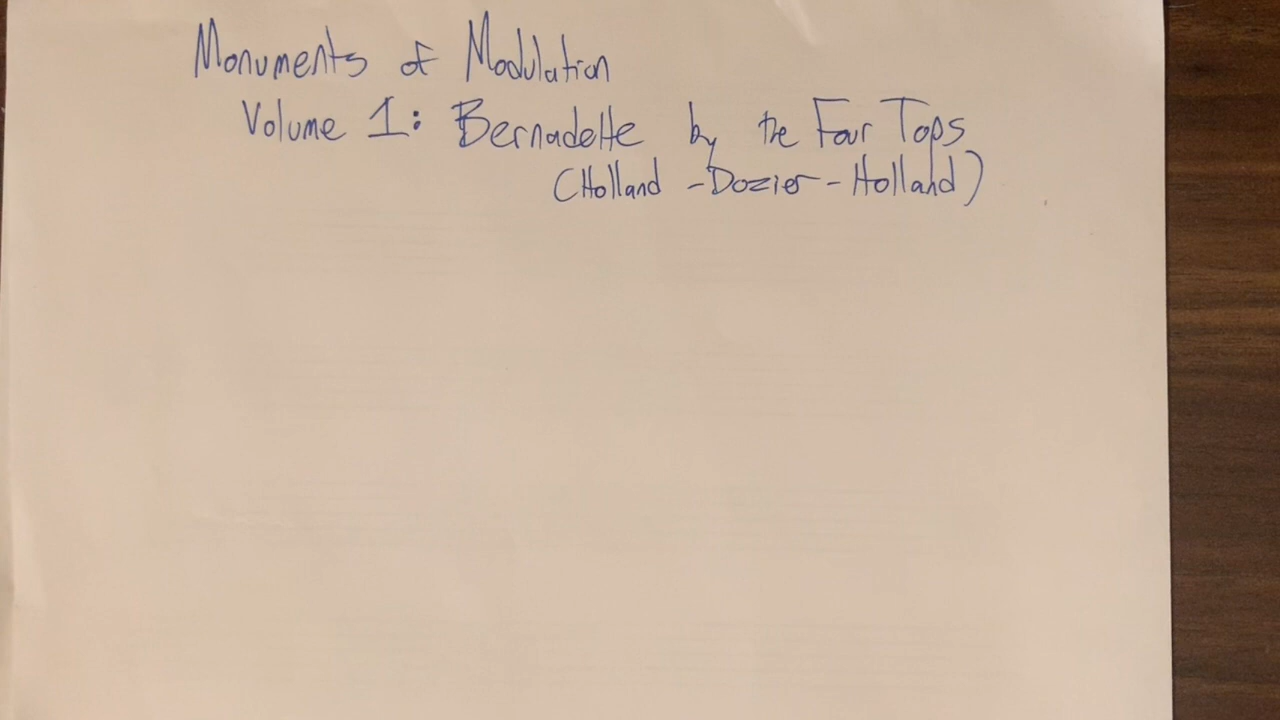 Monuments of Modulation
Volume 1: Bernadette by the Four Tops
(Holland-Dozier-Holland)